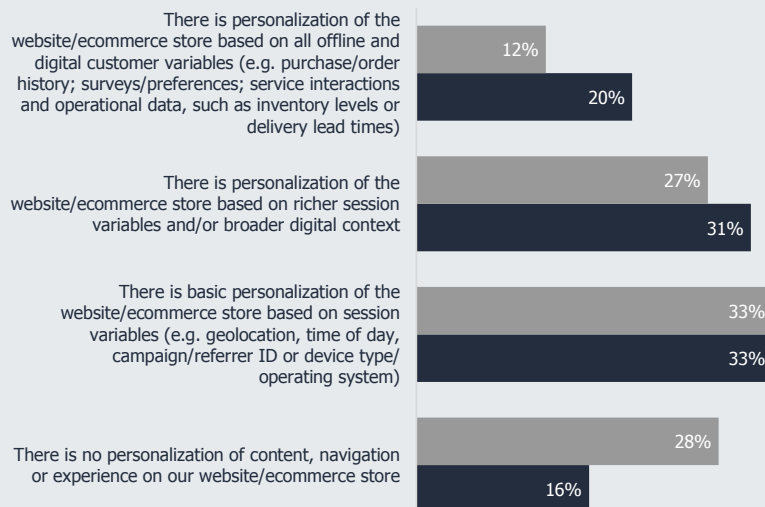 There is personalization of the
website/ecommerce store based on all offline and
digital customer variables (e.g. purchase/order
history; surveys/preferences; service interactions
and operational data, such as inventory levels or
delivery lead times)
12%
20%
There is personalization of the
website/ecommerce store based on richer session
variables and/or broader digital context
27%
31%
There is basic personalization of the
website/ecommerce store based on session
variables (e.g. geolocation, time of day,
campaign/referrer ID or device type/
operating system)
33%
33%
There is no personalization of content, navigation
or experience on our website/ecommerce store
28%
16%